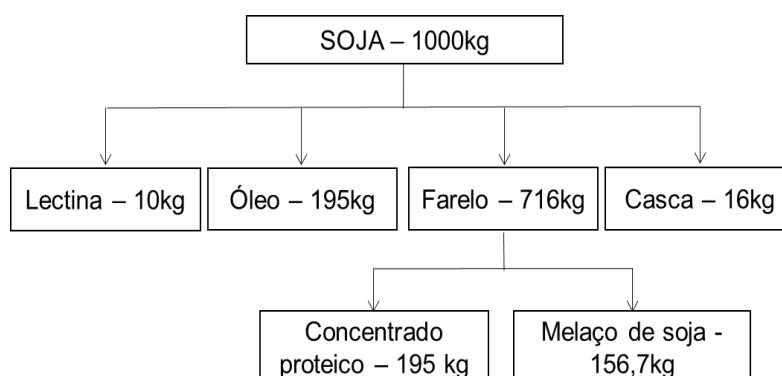 SOJA – 1000kg
Lectina – 10kg
Óleo – 195kg
Farelo – 716kg
Casca – 16kg
Concentrado
proteico – 195 kg
Melaço de soja -
156,7kg